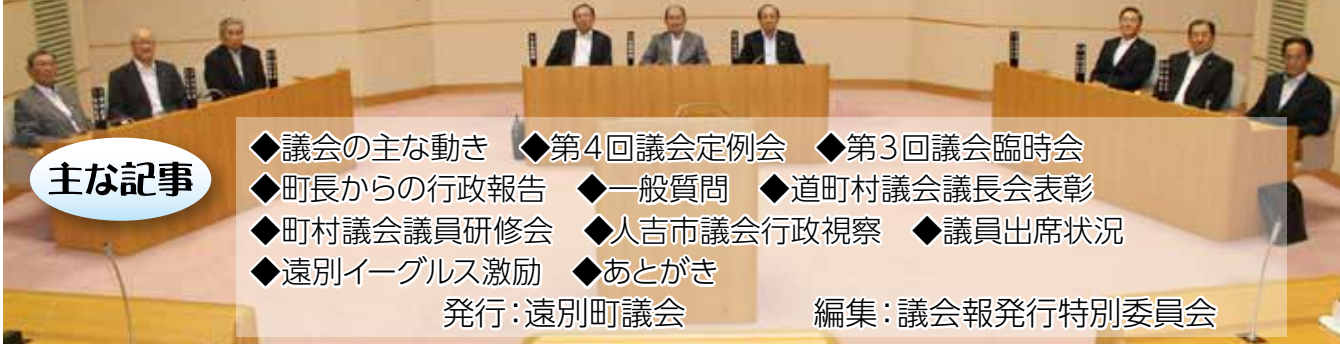 主な記事
◆議会の主な動き ◆第4回議会定例会 ◆第3回議会臨時会
◆町長からの行政報告 ◆一般質問 ◆道町村議会議長会表彰
◆町村議会議員研修会 ◆人吉市議会行政視察 ◆議員出席状況
◆遠別イーグルス激励 ◆あとがき
発行：遠別町議会 編集：議会報発行特別委員会